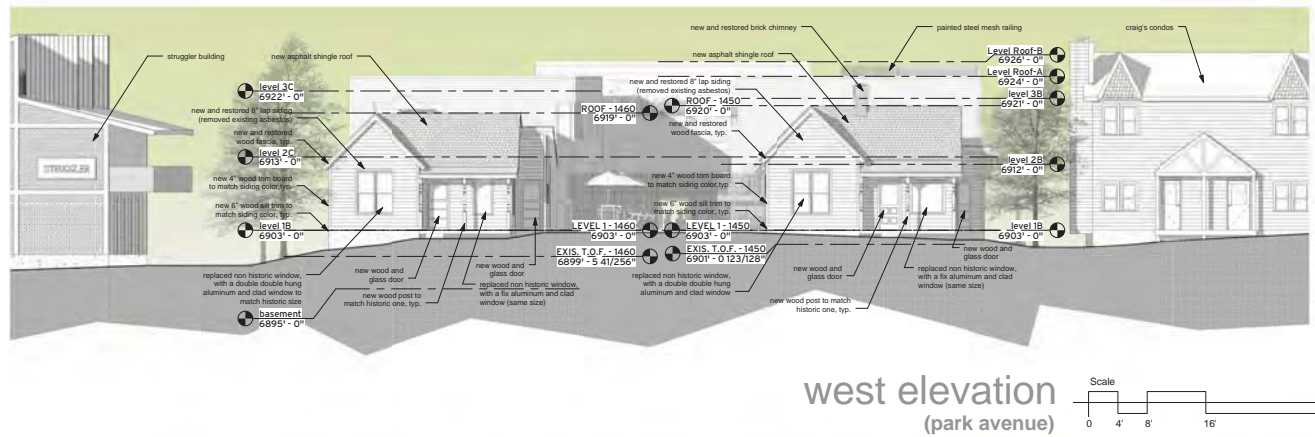 struggler building
new asphalt shingle roof
new and restored brick chimney
painted steel mesh railing
craig's condos
new asphalt shingle roof
Level Roof-B
6926' - 0"
Level Roof-A
6924' - 0"
level 3B
6921' - 0"
level 3C
6922' - 0"
new and restored 8" lap siding
(removed existing asbestos)
ROOF - 1460
6919' - 0"
ROOF - 1450
6920' - 0"
new and restored 8" lap siding
(removed existing asbestos)
new and restored
wood fascia, typ.
new and restored
wood fascia, typ.
level 2C
6913' - 0"
level 2B
6912' - 0"
STRUGGLER
new 4" wood trim board
to match siding color,typ.
new 4" wood trim board
to match siding color,typ.
new 6" wood sill trim to
match siding color, typ.
new 6" wood sill trim to
match siding color, typ.
level 1B
6903' - 0"
LEVEL 1 - 1460
6903' - 0"
LEVEL 1 - 1450
6903' - 0"
level 1B
6903' - 0"
EXIS. T.O.F. - 1460
6899' - 5 41/256"
EXIS. T.O.F. - 1450
6901' - 0 123/128"
replaced non historic window,
with a double double hung
aluminum and clad window to
match historic size
new wood and
glass door
new wood post to
match historic one, typ.
new wood and
glass door
replaced non historic window,
with a fix aluminum and clad
window (same size)
replaced non historic window,
with a double double hung
aluminum and clad window
new wood and
glass door
new wood post to match
historic one, typ.
new wood and
glass door
replaced non historic window,
with a fix aluminum and clad
window (same size)
basement
6895' - 0"
west elevation
(park avenue)
Scale
0 4' 8' 16'